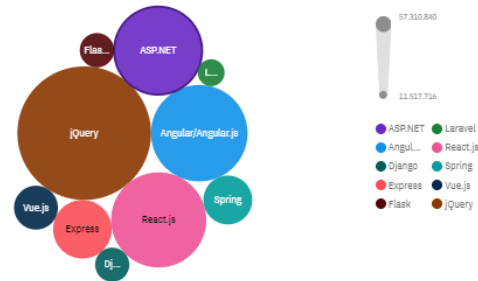 57.310.840
Flas... ASP.NET
L...
11.517.716
jQuery Angular/Angular.js
ASP.NET Laravel
Angul... React.js
Django Spring
Spring
Express Vue.js
Vue.js
Flask jQuery
React.js
Express
Dj...